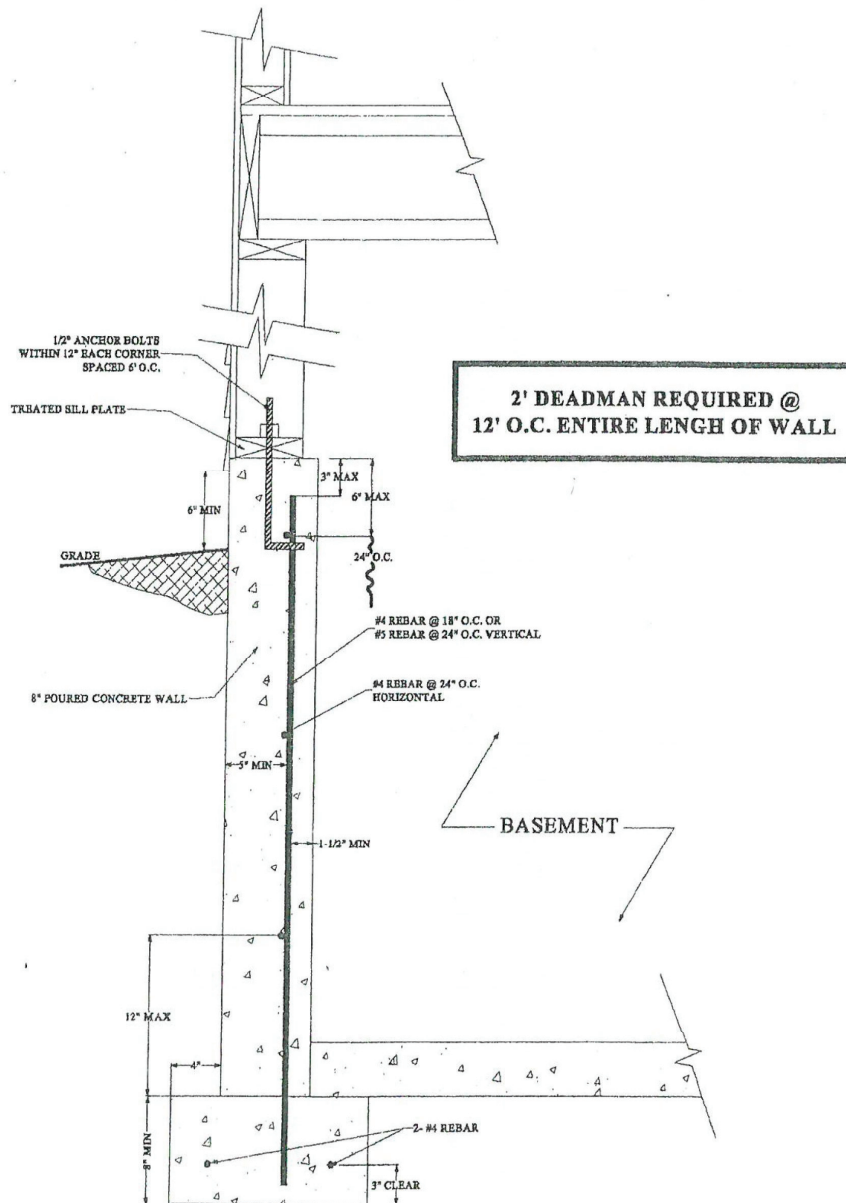 1/2" ANCHOR BOLTS
WITHIN 12" EACH CORNER
SPACED 6' O.C.
TREATED SILL PLATE
2' DEADMAN REQUIRED @
12' O.C. ENTIRE LENGH OF WALL
3" MAX
6" MAX
6" MIN
GRADE
24" O.C.
#4 REBAR @ 18" O.C. OR
#5 REBAR @ 24" O.C. VERTICAL
8" POURED CONCRETE WALL
#4 REBAR @ 24" O.C.
HORIZONTAL
5" MIN
BASEMENT
1-1/2" MIN
12" MAX
4"
8" MIN
2- #4 REBAR
3" CLEAR